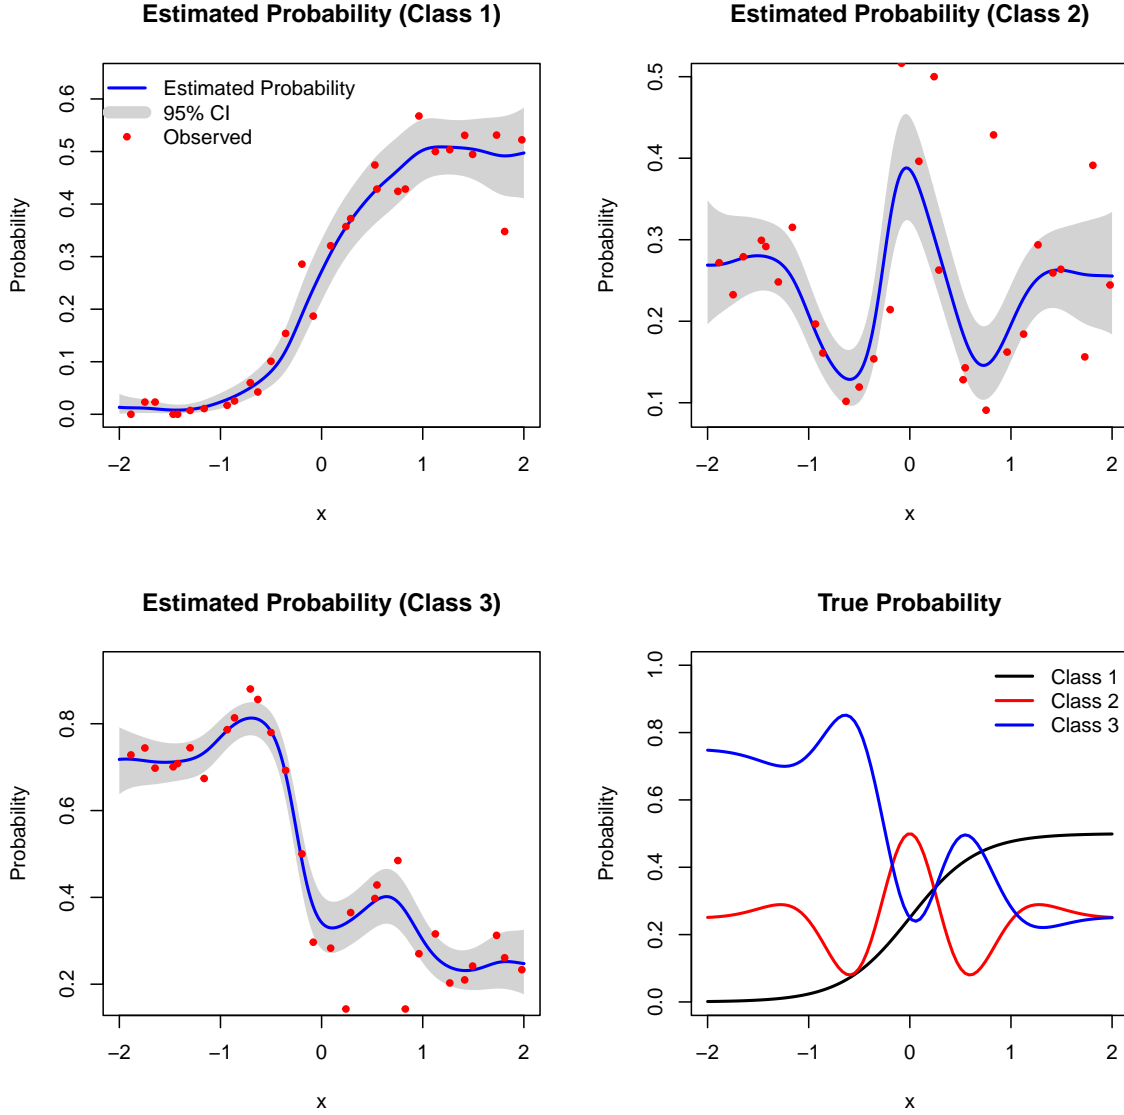 Estimated Probability (Class 1)
Probability
0.0 0.1 0.2 0.3 0.4 0.5 0.6
Estimated Probability
95% CI
Observed
−2 −1 0 1 2
x
Estimated Probability (Class 2)
Probability
0.1 0.2 0.3 0.4 0.5
−2 −1 0 1 2
x
Estimated Probability (Class 3)
Probability
0.2 0.4 0.6 0.8
−2 −1 0 1 2
x
True Probability
Probability
0.0 0.2 0.4 0.6 0.8 1.0
Class 1
Class 2
Class 3
−2 −1 0 1 2
x